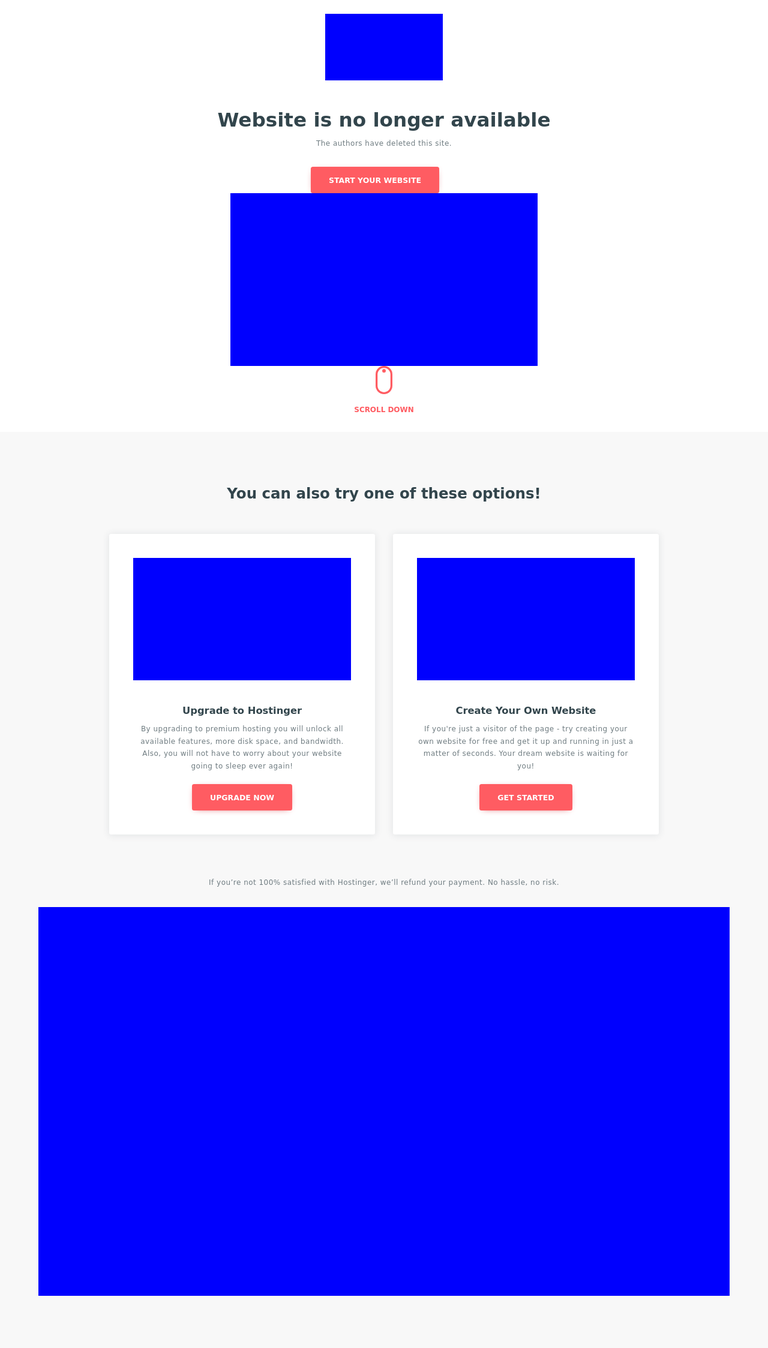 Website is no longer available
The authors have deleted this site.
START YOUR WEBSITE
SCROLL DOWN
You can also try one of these options!
Upgrade to Hostinger
By upgrading to premium hosting you will unlock all
available features, more disk space, and bandwidth.
Also, you will not have to worry about your website
going to sleep ever again!
UPGRADE NOW
Create Your Own Website
If you're just a visitor of the page - try creating your
own website for free and get it up and running in just a
matter of seconds. Your dream website is waiting for
you!
GET STARTED
If you’re not 100% satisfied with Hostinger, we’ll refund your payment. No hassle, no risk.